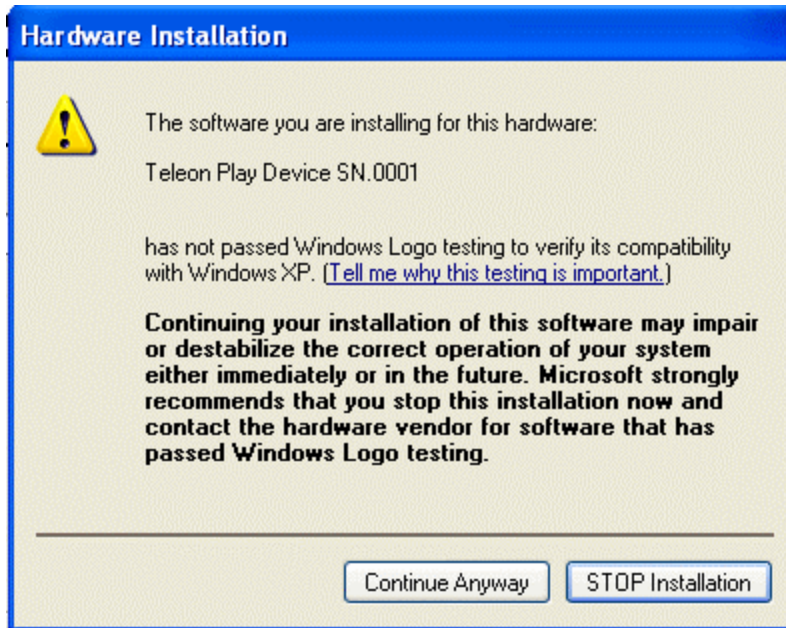 Hardware Installation
The software you are installing for this hardware:
Teleon Play Device SN.0001
has not passed Windows Logo testing to verify its compatibility
with Windows XP. (Tell me why this testing is important.)
Continuing your installation of this software may impair
or destabilize the correct operation of your system
either immediately or in the future. Microsoft strongly
recommends that you stop this installation now and
contact the hardware vendor for software that has
passed Windows Logo testing.
Continue Anyway STOP Installation